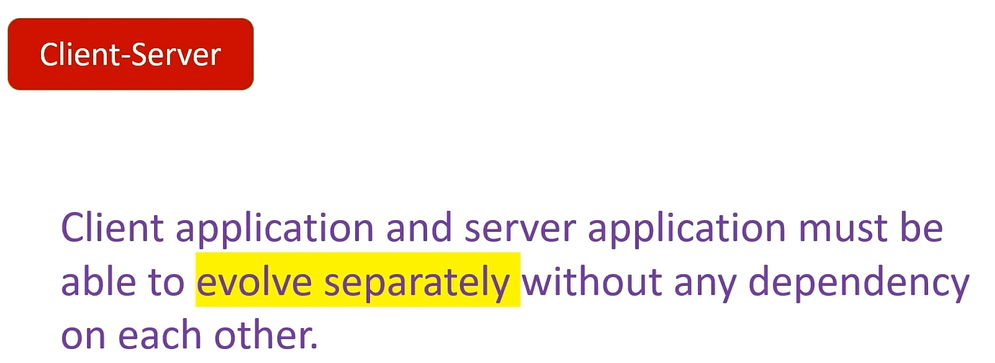 Client-Server
Client application and server application must be
able to evolve separately without any dependency
on each other.